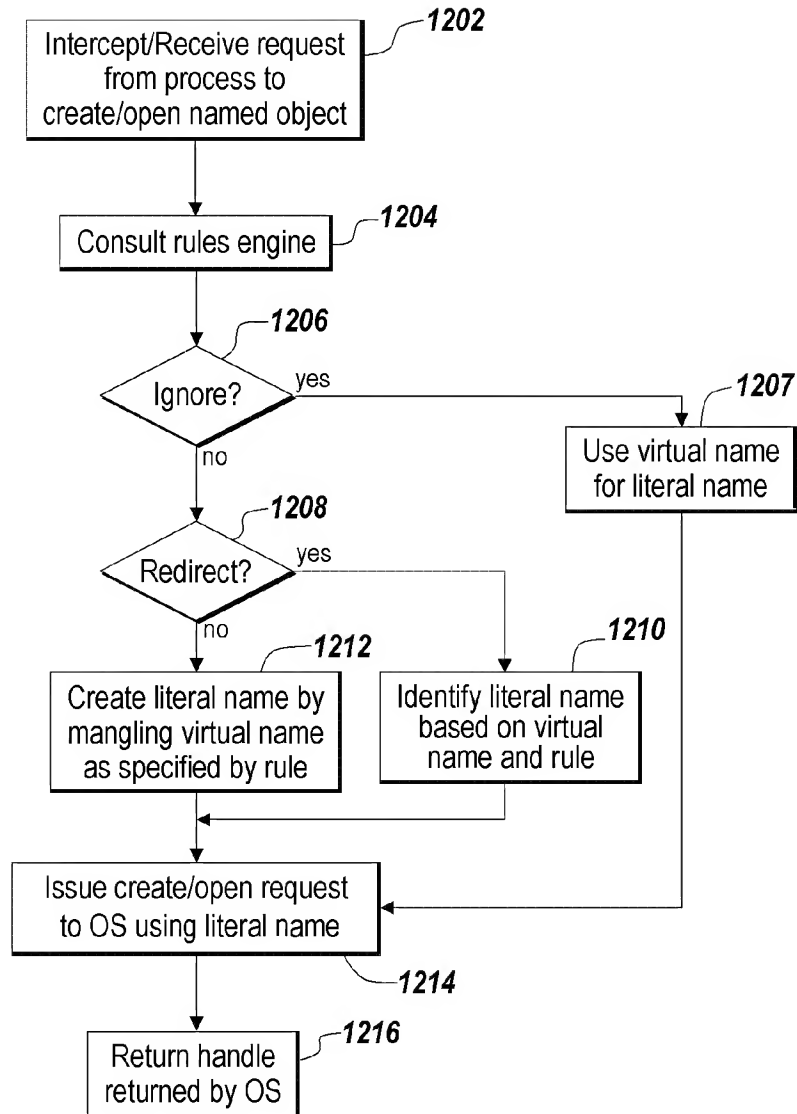 1202
Intercept/Receive request
from process to
create/open named object
1204
Consult rules engine
1206
Ignore?
yes
no
1207
Use virtual name
for literal name
1208
Redirect?
yes
no
1212
Create literal name by
mangling virtual name
as specified by rule
1210
Identify literal name
based on virtual
name and rule
Issue create/open request
to OS using literal name
1214
1216
Return handle
returned by OS